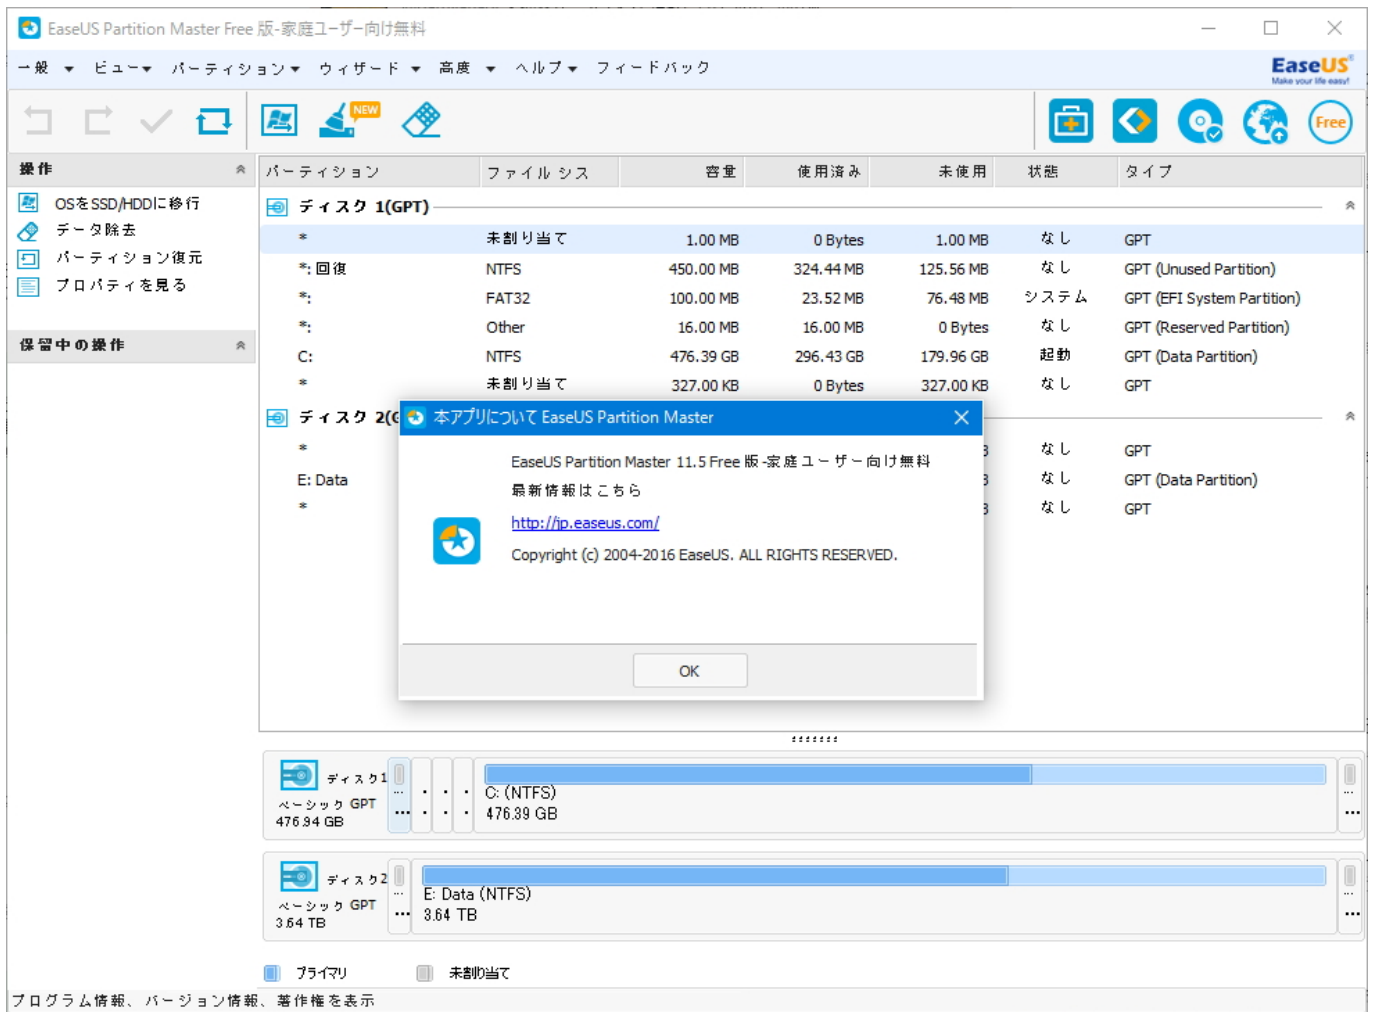 EaseUS Partition Master Free 版-家庭ユーザー向け無料
一般 ビュー パーティション ウィザード 高度 ヘルプ フィードバック
EaseUS
Make your life easy!
NEW
Free
操作
OSをSSD/HDDに移行
データ除去
パーティション復元
プロパティを見る
保留中の操作
パーティション ファイル シス 容量 使用済み 未使用 状態 タイプ
ディスク 1(GPT)
* 未割り当て 1.00 MB 0 Bytes 1.00 MB なし GPT
*: 回復 NTFS 450.00 MB 324.44 MB 125.56 MB なし GPT (Unused Partition)
*: FAT32 100.00 MB 23.52 MB 76.48 MB システム GPT (EFI System Partition)
*: Other 16.00 MB 16.00 MB 0 Bytes なし GPT (Reserved Partition)
C: NTFS 476.39 GB 296.43 GB 179.96 GB 起動 GPT (Data Partition)
* 未割り当て 327.00 KB 0 Bytes 327.00 KB なし GPT
ディスク 2(G
* なし GPT
E: Data なし GPT (Data Partition)
* なし GPT
本アプリについて EaseUS Partition Master
EaseUS Partition Master 11.5 Free 版-家庭ユーザー向け無料
最新情報はこちら
http://jp.easeus.com/
Copyright (c) 2004-2016 EaseUS. ALL RIGHTS RESERVED.
OK
ディスク1
ベーシック GPT
476.94 GB
C: (NTFS)
476.39 GB
ディスク2
ベーシック GPT
3.64 TB
E: Data (NTFS)
3.64 TB
プライマリ 未割り当て
プログラム情報、バージョン情報、著作権を表示